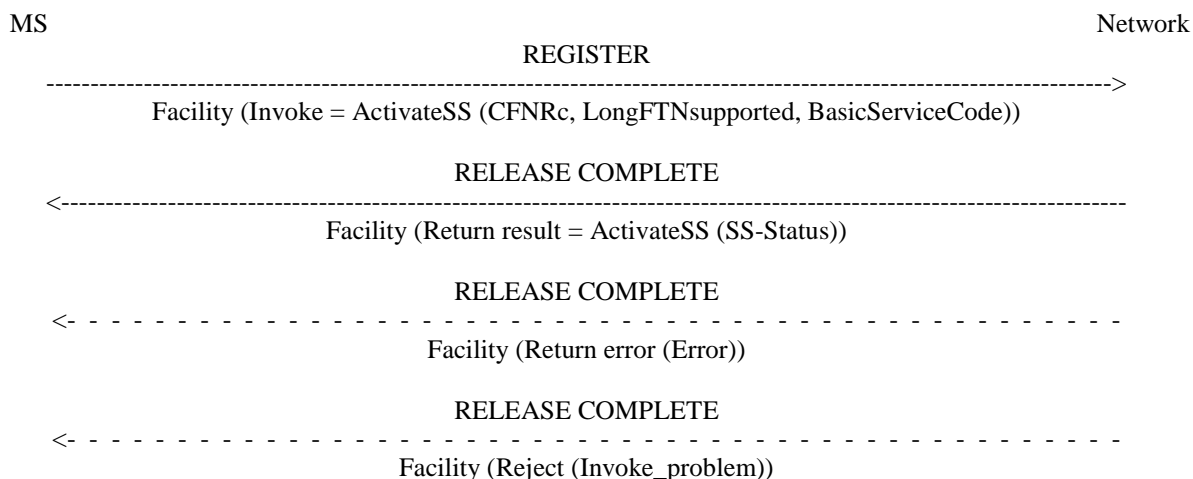 MS Network
REGISTER
Facility (Invoke = ActivateSS (CFNRc, LongFTNsupported, BasicServiceCode))
RELEASE COMPLETE
Facility (Return result = ActivateSS (SS-Status))
RELEASE COMPLETE
Facility (Return error (Error))
RELEASE COMPLETE
Facility (Reject (Invoke_problem))